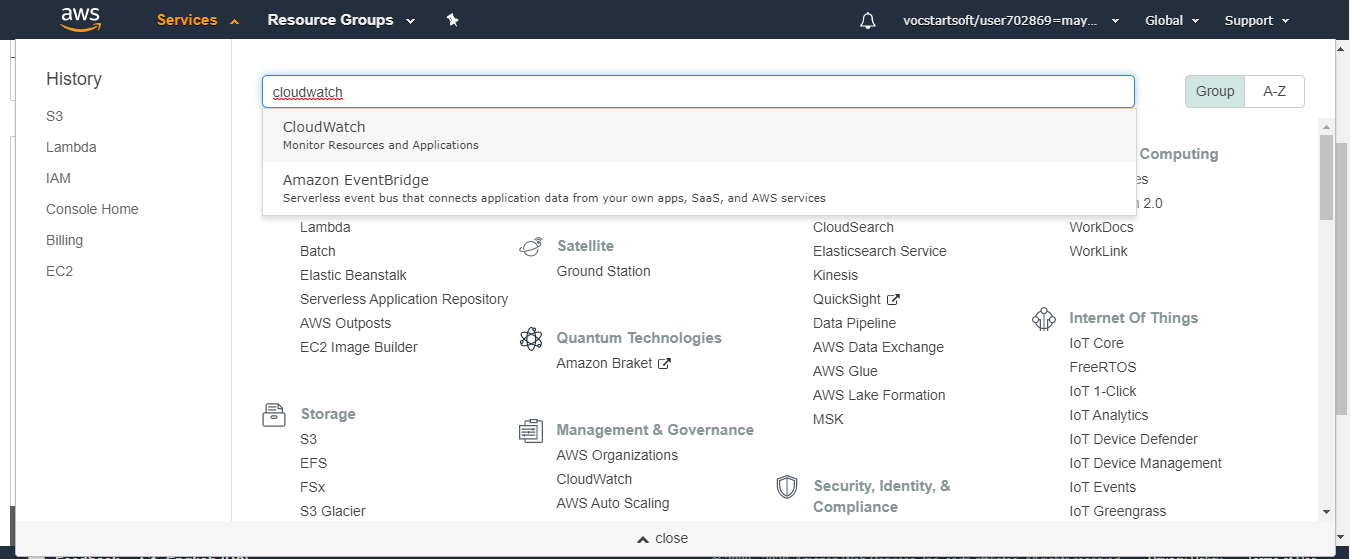 aws Services Resource Groups vocstartsoft/user702869=may... Global Support
History
S3
Lambda
IAM
Console Home
Billing
EC2
cloudwatch
Group A-Z
CloudWatch
Monitor Resources and Applications
Amazon EventBridge
Serverless event bus that connects application data from your own apps, SaaS, and AWS services
Lambda
Batch
Elastic Beanstalk
Serverless Application Repository
AWS Outposts
EC2 Image Builder
Storage
S3
EFS
FSx
S3 Glacier
Satellite
Ground Station
Quantum Technologies
Amazon Braket
Management & Governance
AWS Organizations
CloudWatch
AWS Auto Scaling
CloudSearch
Elasticsearch Service
Kinesis
QuickSight
Data Pipeline
AWS Data Exchange
AWS Glue
AWS Lake Formation
MSK
Security, Identity, &
Compliance
Computing
es
2.0
WorkDocs
WorkLink
Internet Of Things
IoT Core
FreeRTOS
IoT 1-Click
IoT Analytics
IoT Device Defender
IoT Device Management
IoT Events
IoT Greengrass
close